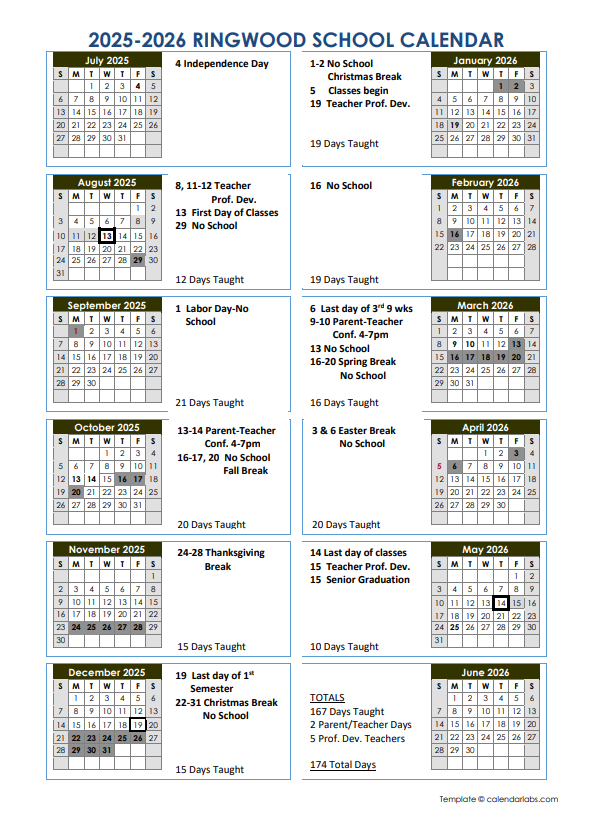 2025-2026 RINGWOOD SCHOOL CALENDAR
July 2025
S M T W T F S
1 2 3 4 5
6 7 8 9 10 11 12
13 14 15 16 17 18 19
20 21 22 23 24 25 26
27 28 29 30 31
4 Independence Day
1-2 No School
Christmas Break
5 Classes begin
19 Teacher Prof. Dev.
19 Days Taught
January 2026
S M T W T F S
1 2 3
4 5 6 7 8 9 10
11 12 13 14 15 16 17
18 19 20 21 22 23 24
25 26 27 28 29 30 31
August 2025
S M T W T F S
1 2
3 4 5 6 7 8 9
10 11 12 13 14 15 16
17 18 19 20 21 22 23
24 25 26 27 28 29 30
31
8, 11-12 Teacher
Prof. Dev.
13 First Day of Classes
29 No School
12 Days Taught
16 No School
19 Days Taught
February 2026
S M T W T F S
1 2 3 4 5 6 7
8 9 10 11 12 13 14
15 16 17 18 19 20 21
22 23 24 25 26 27 28
September 2025
S M T W T F S
1 2 3 4 5 6
7 8 9 10 11 12 13
14 15 16 17 18 19 20
21 22 23 24 25 26 27
28 29 30
1 Labor Day-No
School
21 Days Taught
6 Last day of 3rd 9 wks
9-10 Parent-Teacher
Conf. 4-7pm
13 No School
16-20 Spring Break
No School
16 Days Taught
March 2026
S M T W T F S
1 2 3 4 5 6 7
8 9 10 11 12 13 14
15 16 17 18 19 20 21
22 23 24 25 26 27 28
29 30 31
October 2025
S M T W T F S
1 2 3 4
5 6 7 8 9 10 11
12 13 14 15 16 17 18
19 20 21 22 23 24 25
26 27 28 29 30 31
13-14 Parent-Teacher
Conf. 4-7pm
16-17, 20 No School
Fall Break
20 Days Taught
3 & 6 Easter Break
No School
20 Days Taught
April 2026
S M T W T F S
1 2 3 4
5 6 7 8 9 10 11
12 13 14 15 16 17 18
19 20 21 22 23 24 25
26 27 28 29 30
November 2025
S M T W T F S
1
2 3 4 5 6 7 8
9 10 11 12 13 14 15
16 17 18 19 20 21 22
23 24 25 26 27 28 29
30
24-28 Thanksgiving
Break
15 Days Taught
14 Last day of classes
15 Teacher Prof. Dev.
15 Senior Graduation
10 Days Taught
May 2026
S M T W T F S
1 2
3 4 5 6 7 8 9
10 11 12 13 14 15 16
17 18 19 20 21 22 23
24 25 26 27 28 29 30
31
December 2025
S M T W T F S
1 2 3 4 5 6
7 8 9 10 11 12 13
14 15 16 17 18 19 20
21 22 23 24 25 26 27
28 29 30 31
19 Last day of 1st
Semester
22-31 Christmas Break
No School
15 Days Taught
TOTALS
167 Days Taught
2 Parent/Teacher Days
5 Prof. Dev. Teachers
174 Total Days
June 2026
S M T W T F S
1 2 3 4 5 6
7 8 9 10 11 12 13
14 15 16 17 18 19 20
21 22 23 24 25 26 27
28 29 30
Template © calendarlabs.com